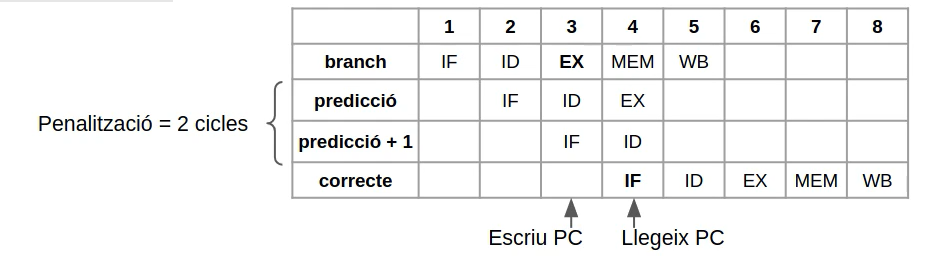 1 2 3 4 5 6 7 8
branch IF ID EX MEM WB
predicció IF ID EX
Penalització = 2 cicles
predicció + 1 IF ID
correcte IF ID EX MEM WB
Escriu PC Llegeix PC